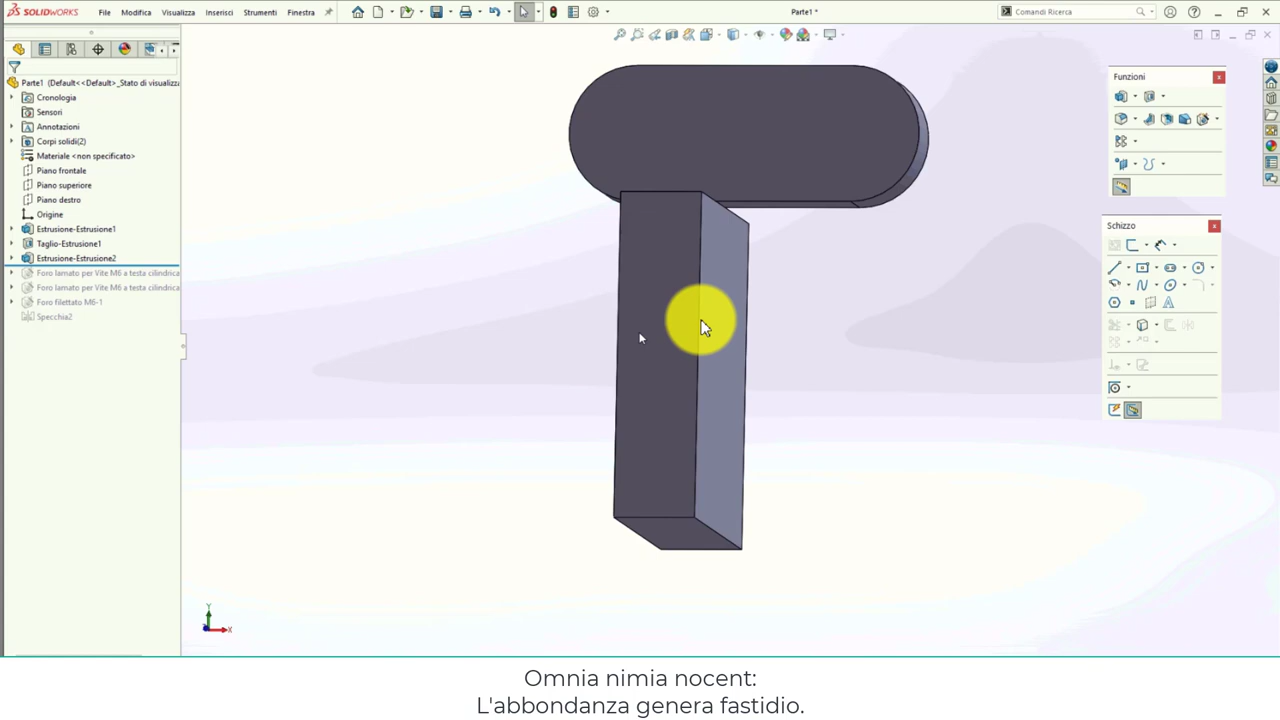 SOLIDWORKS
File
Modifica
Visualizza
Inserisci
Strumenti
Finestra
Parte1 *
Comandi Ricerca
Parte1 (Default<<Default>_Stato di visualizza
Cronologia
Sensori
Annotazioni
Corpi solidi(2)
Materiale <non specificato>
Piano frontale
Piano superiore
Piano destro
Origine
Estrusione-Estrusione1
Taglio-Estrusione1
Estrusione-Estrusione2
Foro lamato per Vite M6 a testa cilindrica
Foro lamato per Vite M6 a testa cilindrica
Foro filettato M6-1
Specchia2
Funzioni
Schizzo
Y
X
Omnia nimia nocent:
L'abbondanza genera fastidio.